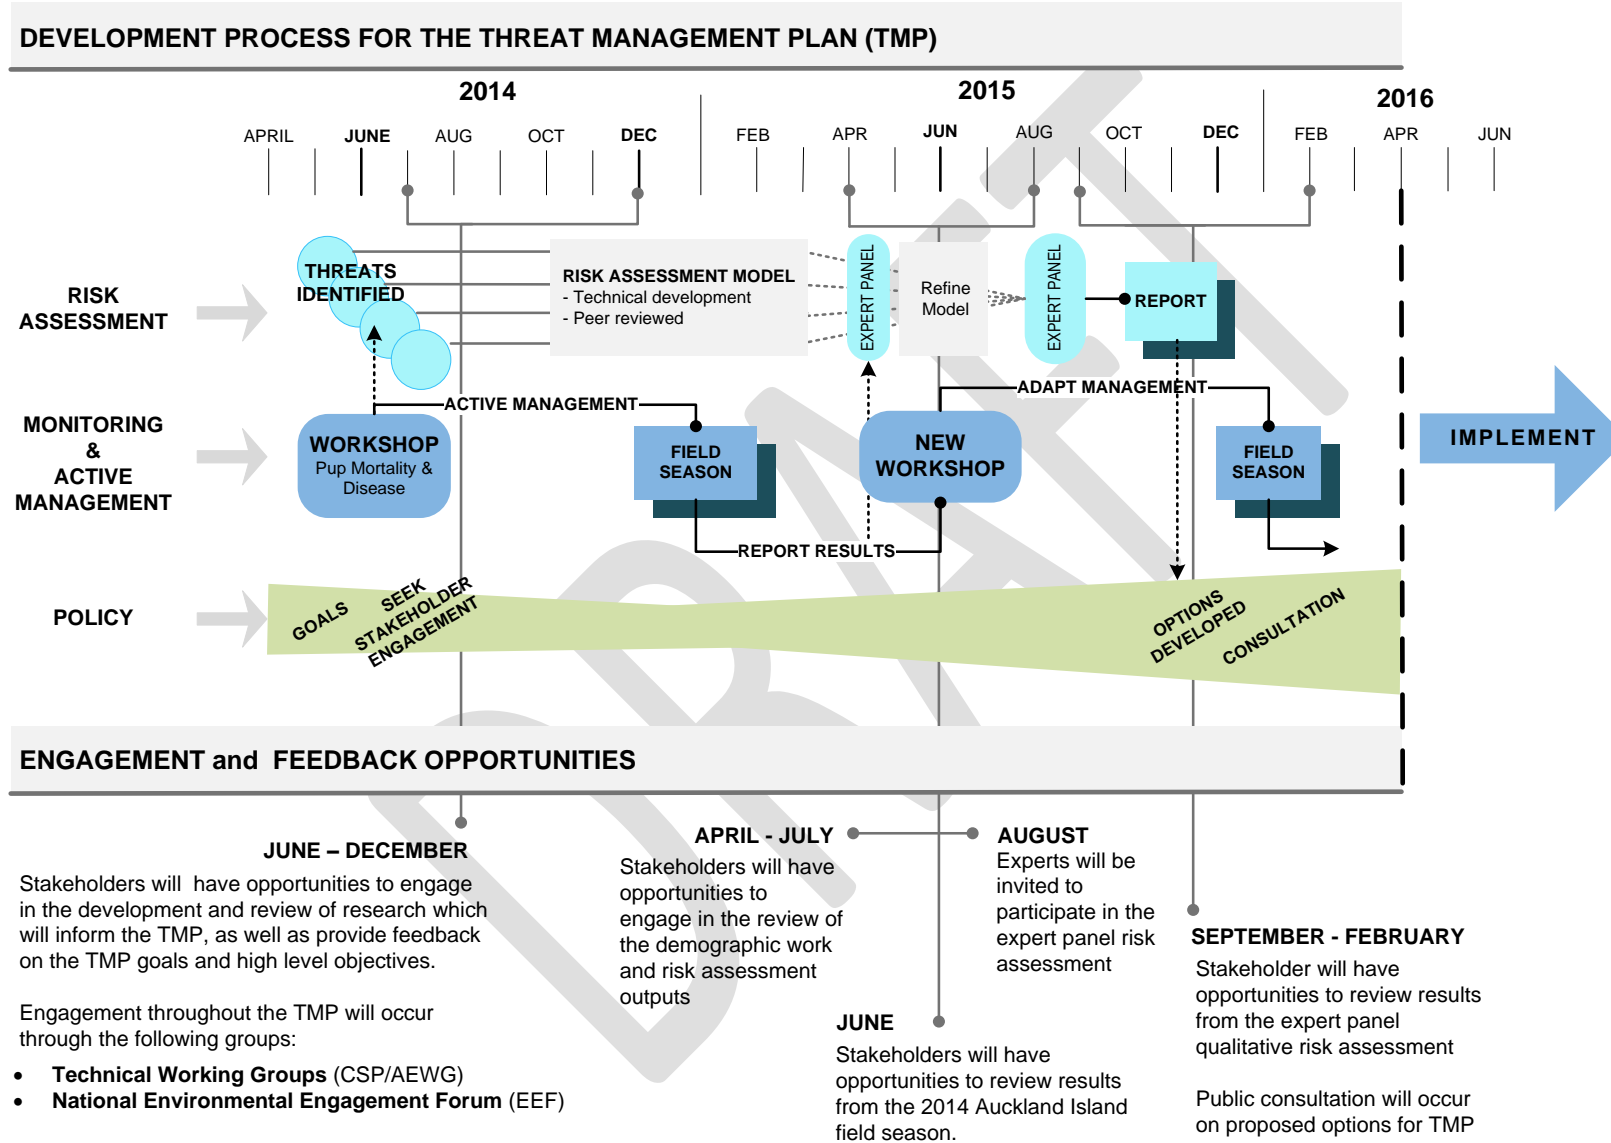 DEVELOPMENT PROCESS FOR THE THREAT MANAGEMENT PLAN (TMP)
2014
2015
2016
APRIL
JUNE
AUG
OCT
DEC
FEB
APR
JUN
AUG
OCT
DEC
FEB
APR
JUN
RISK
ASSESSMENT
THREATS
IDENTIFIED
RISK ASSESSMENT MODEL
- Technical development
- Peer reviewed
EXPERT PANEL
Refine
Model
EXPERT PANEL
REPORT
MONITORING
&
ACTIVE
MANAGEMENT
ACTIVE MANAGEMENT
ADAPT MANAGEMENT
WORKSHOP
Pup Mortality &
Disease
FIELD
SEASON
NEW
WORKSHOP
FIELD
SEASON
IMPLEMENT
REPORT RESULTS
POLICY
GOALS
SEEK
STAKEHOLDER
ENGAGEMENT
OPTIONS
DEVELOPED
CONSULTATION
DRAFT
ENGAGEMENT and  FEEDBACK OPPORTUNITIES
JUNE – DECEMBER
Stakeholders will  have opportunities to engage
in the development and review of research which
will inform the TMP, as well as provide feedback
on the TMP goals and high level objectives.
Engagement throughout the TMP will occur
through the following groups:
• Technical Working Groups (CSP/AEWG)
• National Environmental Engagement Forum (EEF)
APRIL - JULY
Stakeholders will have
opportunities to
engage in the review of
the demographic work
and risk assessment
outputs
JUNE
Stakeholders will have
opportunities to review results
from the 2014 Auckland Island
field season.
AUGUST
Experts will be
invited to
participate in the
expert panel risk
assessment
SEPTEMBER - FEBRUARY
Stakeholder will have
opportunities to review results
from the expert panel
qualitative risk assessment
Public consultation will occur
on proposed options for TMP